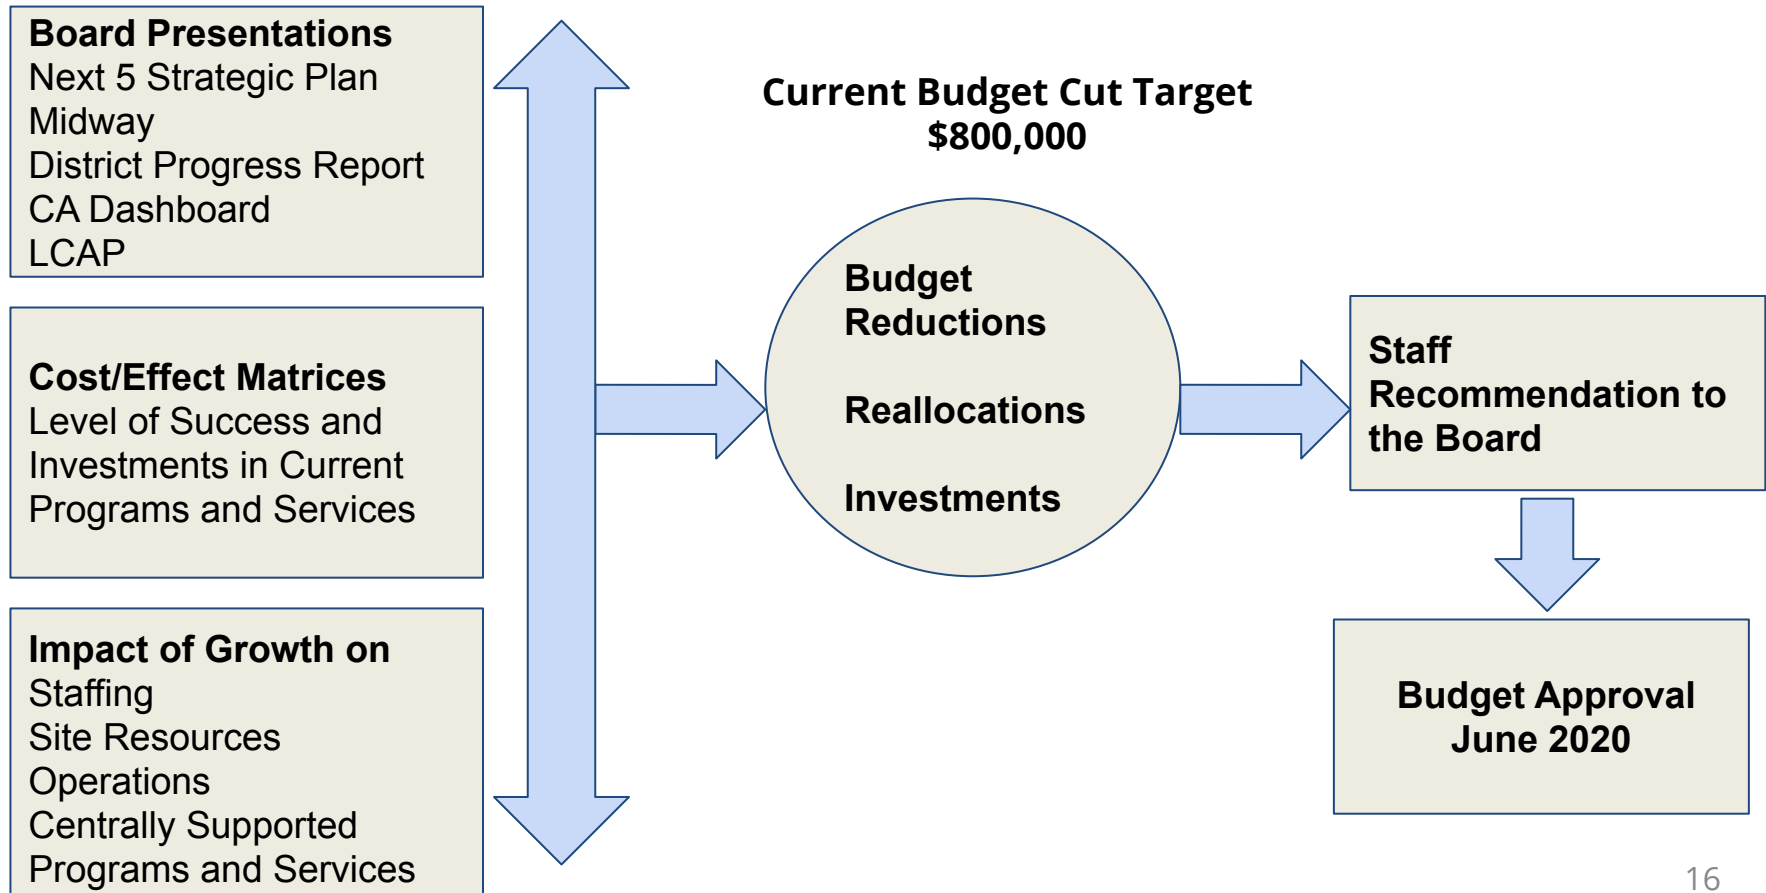 Board Presentations
Next 5 Strategic Plan
Midway
District Progress Report
CA Dashboard
LCAP
Cost/Effect Matrices
Level of Success and
Investments in Current
Programs and Services
Impact of Growth on
Staffing
Site Resources
Operations
Centrally Supported
Programs and Services
Current Budget Cut Target
$800,000
Budget
Reductions
Reallocations
Investments
Staff
Recommendation to
the Board
Budget Approval
June 2020
16